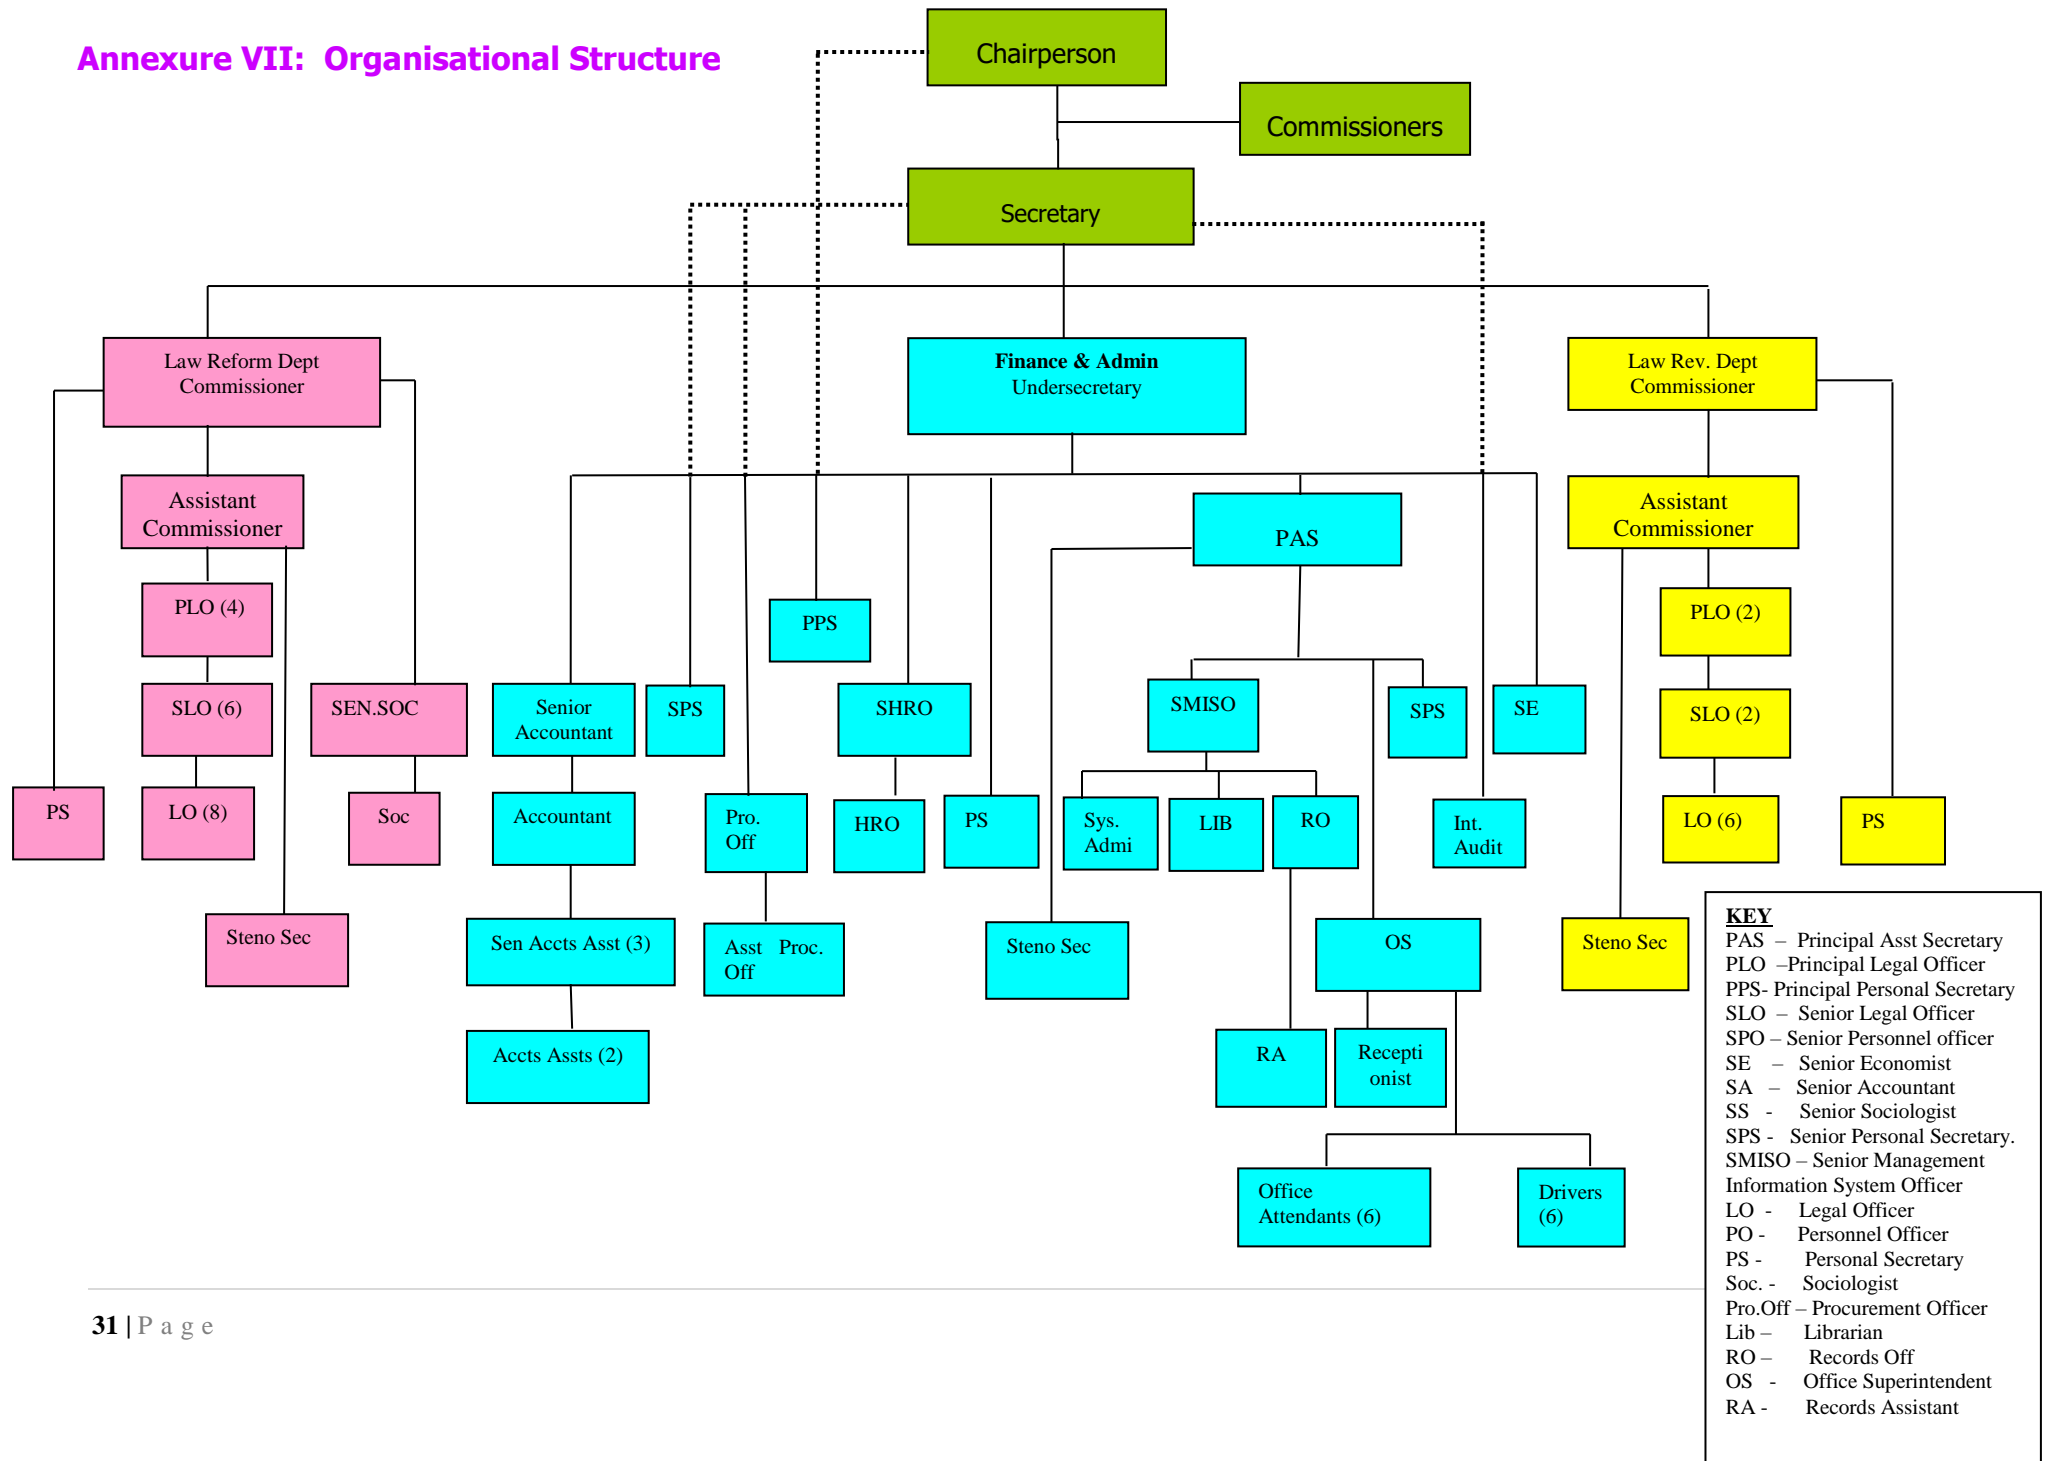 Annexure VII:  Organisational Structure
Chairperson
Commissioners
Secretary
Law Reform Dept
Commissioner
Finance & Admin
Undersecretary
Law Rev. Dept
Commissioner
Assistant
Commissioner
PAS
Assistant
Commissioner
PLO (4)
PPS
PLO (2)
SLO (6)
SEN.SOC
Senior
Accountant
SPS
SHRO
SMISO
SPS
SE
SLO (2)
PS
LO (8)
Soc
Accountant
Pro.
Off
HRO
PS
Sys.
Admi
LIB
RO
Int.
Audit
LO (6)
PS
Steno Sec
Sen Accts Asst (3)
Asst Proc.
Off
Steno Sec
OS
Steno Sec
Accts Assts (2)
RA
Recepti
onist
Office
Attendants (6)
Drivers
(6)
KEY
PAS – Principal Asst Secretary
PLO –Principal Legal Officer
PPS- Principal Personal Secretary
SLO – Senior Legal Officer
SPO – Senior Personnel officer
SE – Senior Economist
SA – Senior Accountant
SS - Senior Sociologist
SPS - Senior Personal Secretary.
SMISO – Senior Management
Information System Officer
LO - Legal Officer
PO - Personnel Officer
PS - Personal Secretary
Soc. - Sociologist
Pro.Off – Procurement Officer
Lib – Librarian
RO – Records Off
OS - Office Superintendent
RA - Records Assistant
31 | P a g e